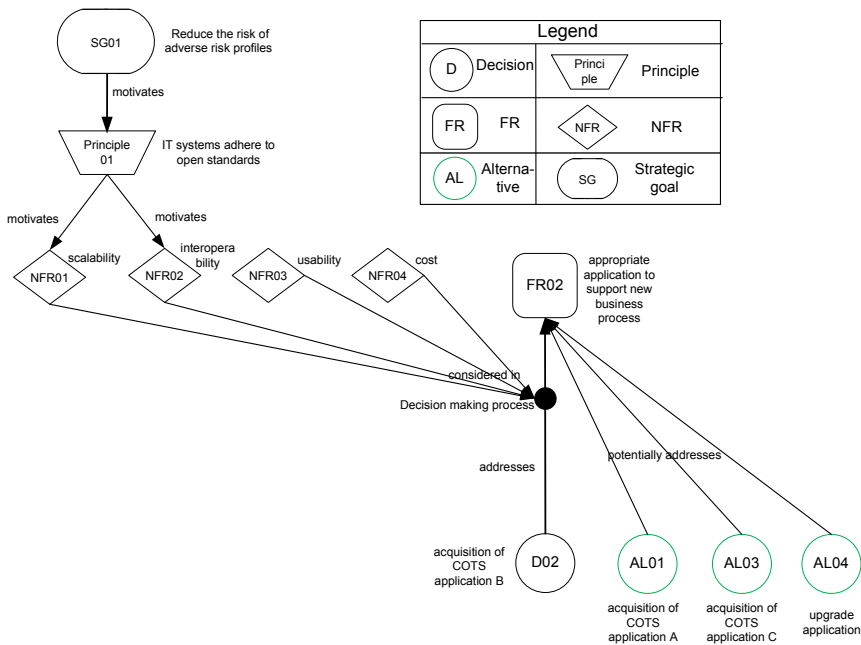 SG01
Reduce the risk of
adverse risk profiles
motivates
Principle
01
IT systems adhere to
open standards
motivates
motivates
NFR01
scalability
NFR02
interopera
bility
NFR03
usability
NFR04
cost
FR02
appropriate
application to
support new
business
process
considered in
Decision making process
addresses
potentially addresses
acquisition of
COTS
application B
D02
AL01
acquisition of
COTS
application A
AL03
acquisition of
COTS
application C
AL04
upgrade
application
Legend
D
Decision
Princi
ple
Principle
FR
FR
NFR
NFR
AL
Alterna-
tive
SG
Strategic
goal